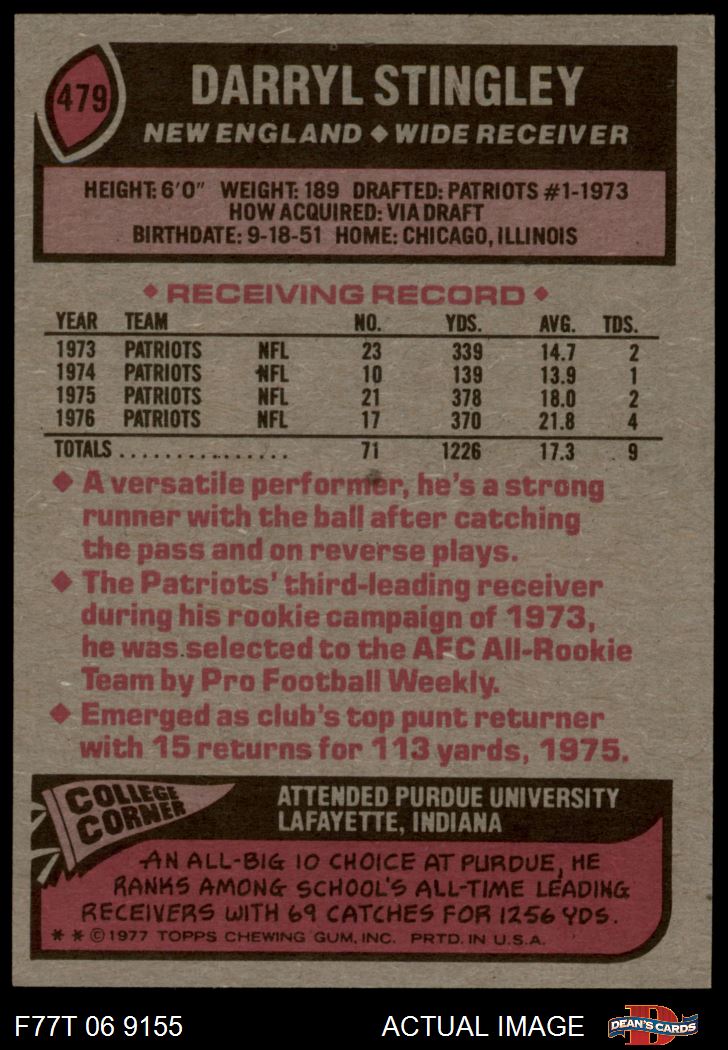 479
DARRYL STINGLEY
NEW ENGLAND ◆ WIDE RECEIVER
HEIGHT: 6'0" WEIGHT: 189 DRAFTED: PATRIOTS #1-1973
HOW ACQUIRED: VIA DRAFT
BIRTHDATE: 9-18-51 HOME: CHICAGO, ILLINOIS
◆ RECEIVING RECORD ◆
YEAR TEAM NO. YDS. AVG. TDS.
1973 PATRIOTS NFL 23 339 14.7 2
1974 PATRIOTS NFL 10 139 13.9 1
1975 PATRIOTS NFL 21 378 18.0 2
1976 PATRIOTS NFL 17 370 21.8 4
TOTALS . . . . . . . . . . . . . . . 71 1226 17.3 9
◆ A versatile performer, he's a strong
runner with the ball after catching
the pass and on reverse plays.
◆ The Patriots' third-leading receiver
during his rookie campaign of 1973,
he was selected to the AFC All-Rookie
Team by Pro Football Weekly.
◆ Emerged as club's top punt returner
with 15 returns for 113 yards, 1975.
COLLEGE
CORNER
ATTENDED PURDUE UNIVERSITY
LAFAYETTE, INDIANA
AN ALL-BIG 10 CHOICE AT PURDUE, HE
RANKS AMONG SCHOOL'S ALL-TIME LEADING
RECEIVERS WITH 69 CATCHES FOR 1256 YDS.
* * © 1977 TOPPS CHEWING GUM, INC. PRTD. IN U.S.A.
F77T 06 9155 ACTUAL IMAGE DEAN'S CARDS